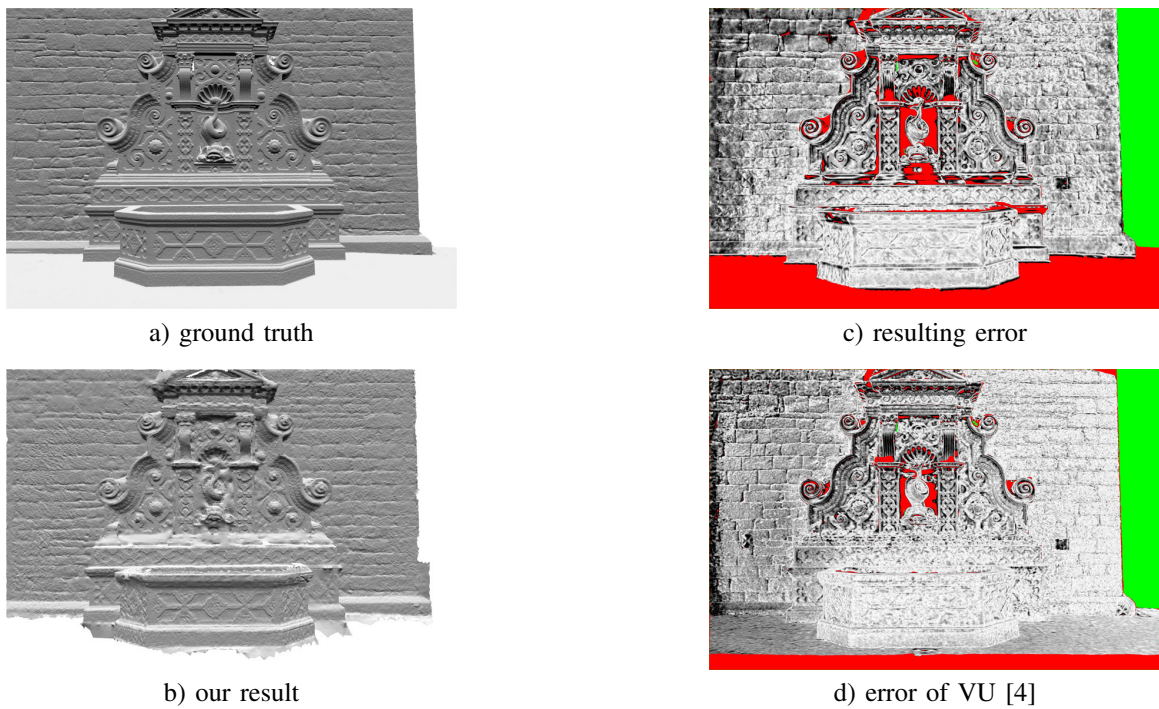 a) ground truth
c) resulting error
b) our result
d) error of VU [4]